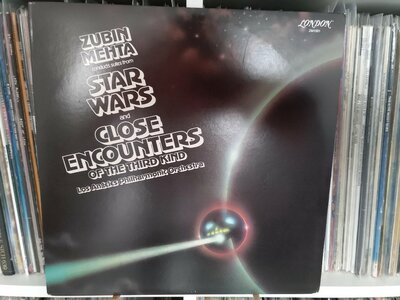 LONDON
ZUBIN
MEHTA
conducts suites from
STAR
WARS
and
CLOSE
ENCOUNTERS
OF THE THIRD KIND
Los Angeles Philharmonic Orchestra